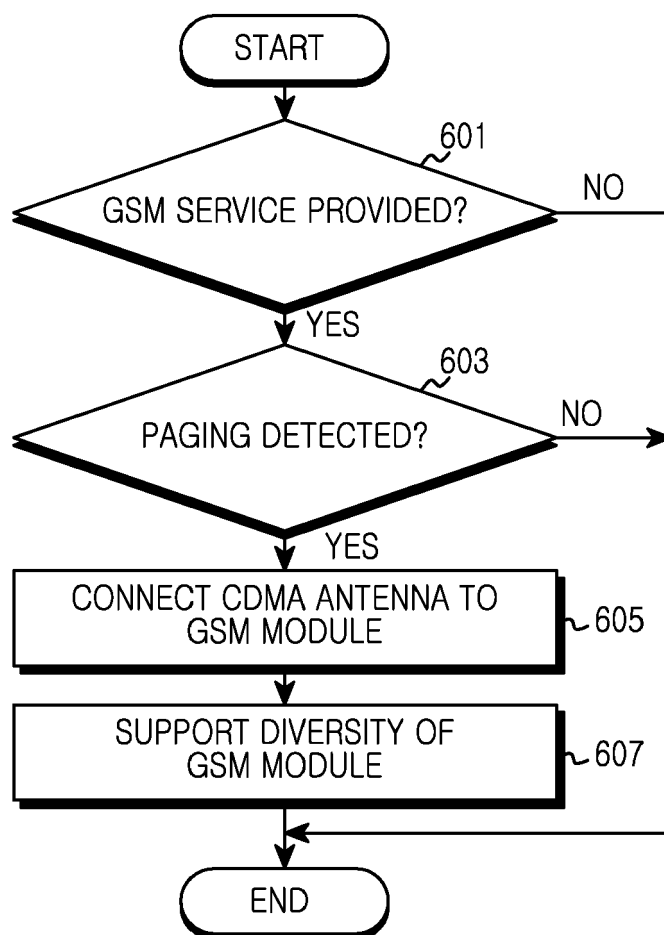 START
601
GSM SERVICE PROVIDED?
NO
YES
603
PAGING DETECTED?
NO
YES
CONNECT CDMA ANTENNA TO
GSM MODULE
605
SUPPORT DIVERSITY OF
GSM MODULE
607
END